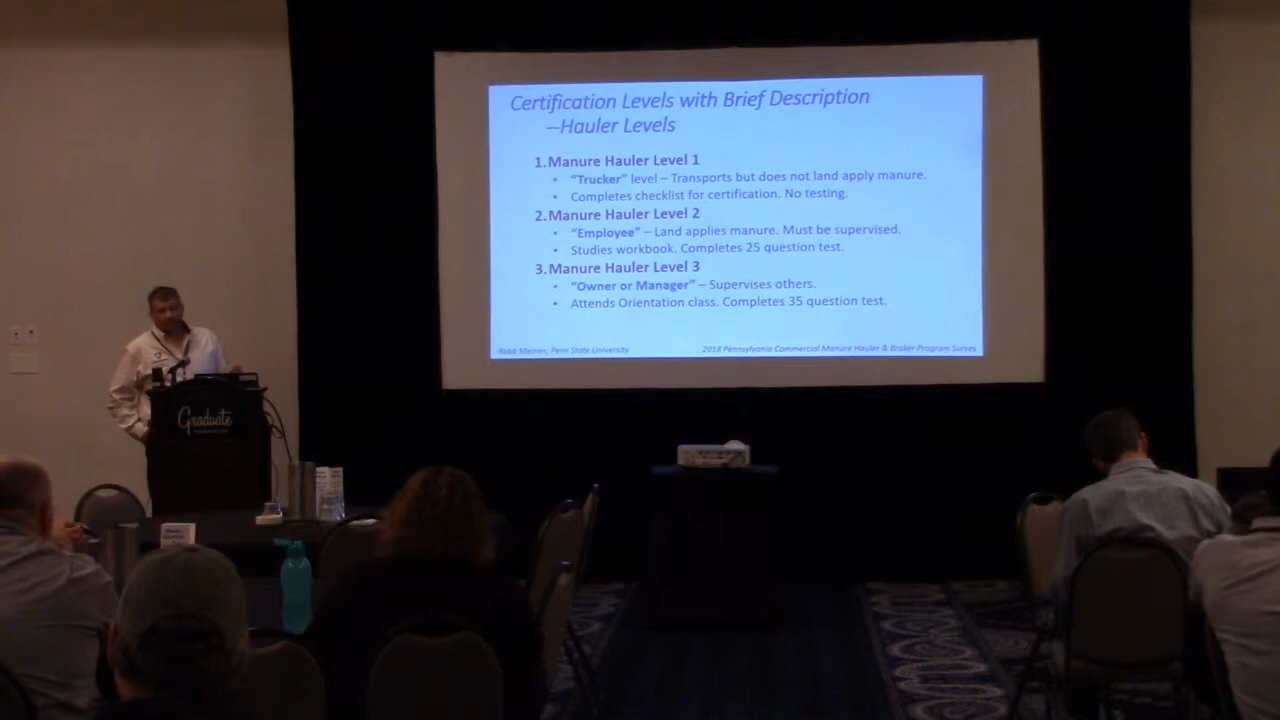 Certification Levels with Brief Description
–Hauler Levels
1. Manure Hauler Level 1
• “Trucker” level – Transports but does not land apply manure.
• Completes checklist for certification. No testing.
2. Manure Hauler Level 2
• “Employee” – Land applies manure. Must be supervised.
• Studies workbook. Completes 25 question test.
3. Manure Hauler Level 3
• “Owner or Manager” – Supervises others.
• Attends Orientation class. Completes 35 question test.
Robb Meinen, Penn State University
2018 Pennsylvania Commercial Manure Hauler & Broker Program Survey
Graduate